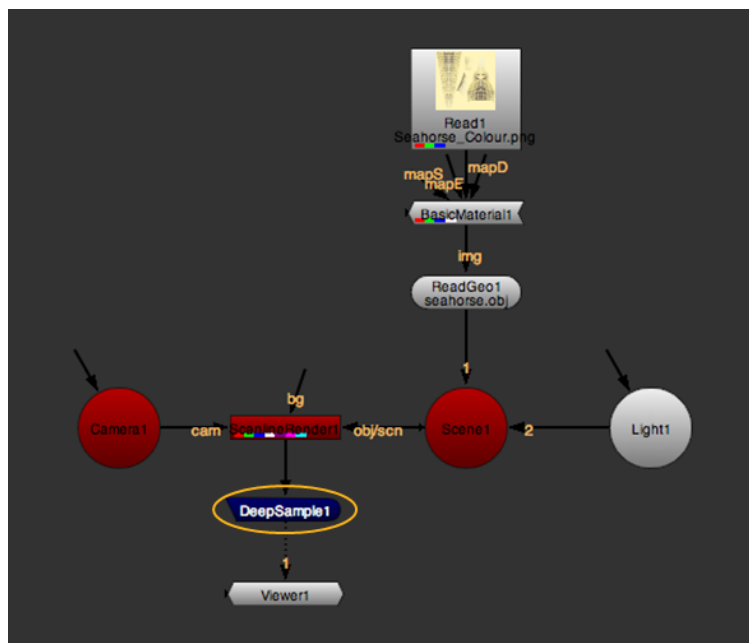 Read1
Seahorse_Colour.png
mapS
mapE
mapD
BasicMaterial1
img
ReadGeo1
seahorse.obj
1
bg
Camera1
cam
ScanlineRender1
obj/scn
Scene1
2
Light1
DeepSample1
1
Viewer1